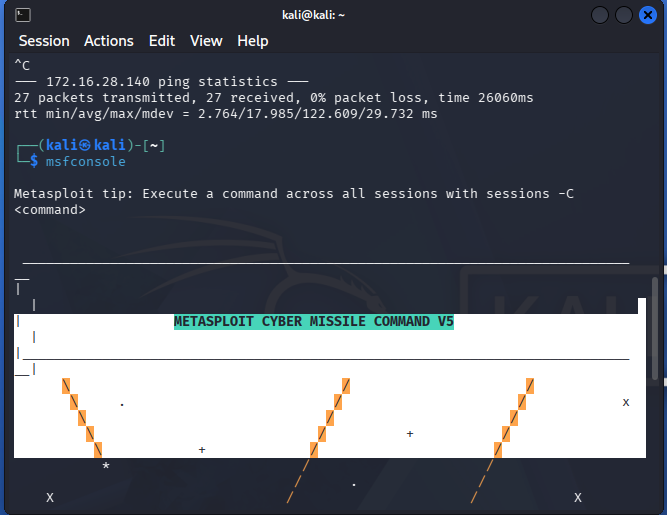 kali@kali: ~
Session Actions Edit View Help
^C
— 172.16.28.140 ping statistics —
27 packets transmitted, 27 received, 0% packet loss, time 26060ms
rtt min/avg/max/mdev = 2.764/17.985/122.609/29.732 ms
┌──(kali㉿kali)-[~]
└─$ msfconsole
Metasploit tip: Execute a command across all sessions with sessions -C
<command>
METASPLOIT CYBER MISSILE COMMAND V5
KALI